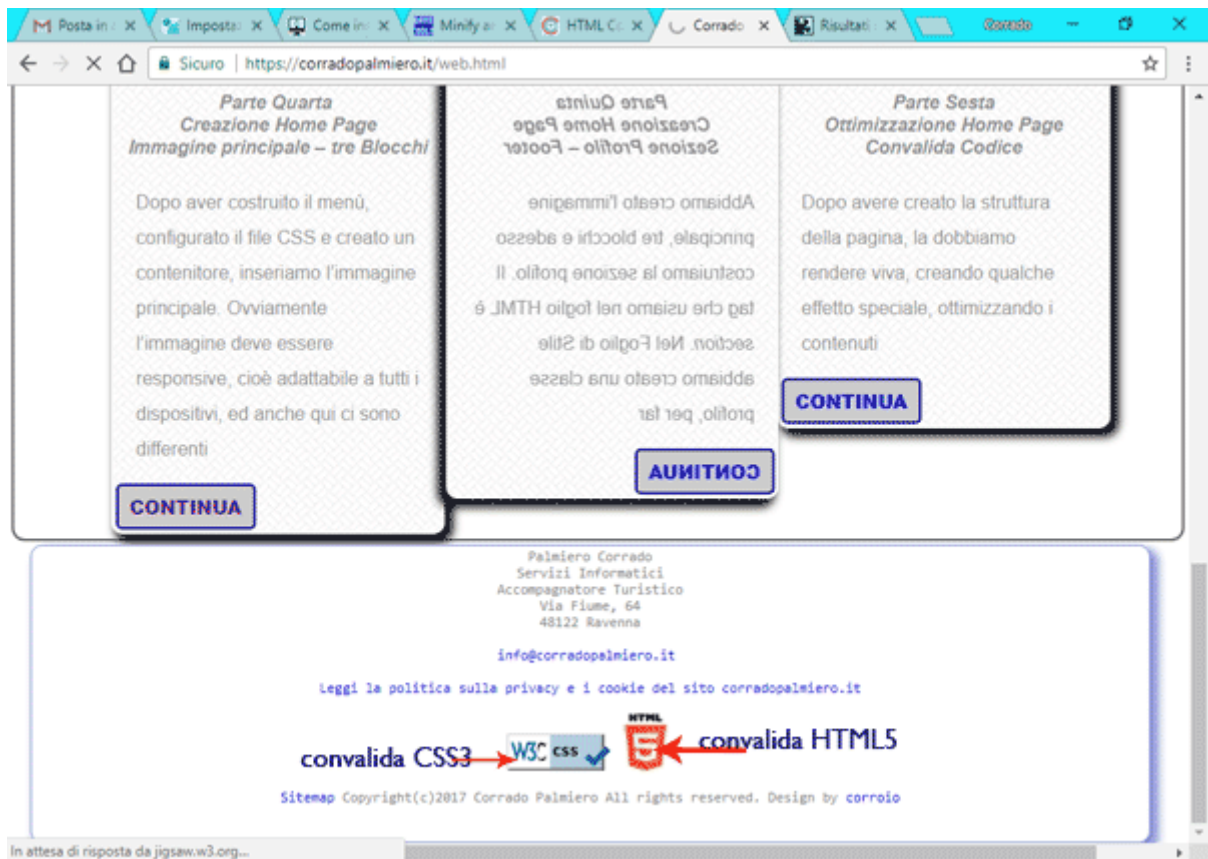 Posta in
Imposta
Come in
Minify a
HTML Co
Corrado
Risultati
Corrado
Sicuro | https://corradopalmiero.it/web.html
Parte Quarta
Creazione Home Page
Immagine principale – tre Blocchi
Dopo aver costruito il menù,
configurato il file CSS e creato un
contenitore, inseriamo l'immagine
principale. Ovviamente
l'immagine deve essere
responsive, cioè adattabile a tutti i
dispositivi, ed anche qui ci sono
differenti
CONTINUA
Parte Quinta
Creazione Home Page
Sezione Profilo – Footer
Abbiamo creato l'immagine
principale, tre blocchi e adesso
costruiamo la sezione profilo. Il
tag che usiamo nel foglio HTML è
section. Nel Foglio di Stile
abbiamo creato una classe
profilo, per far
CONTINUA
Parte Sesta
Ottimizzazione Home Page
Convalida Codice
Dopo avere creato la struttura
della pagina, la dobbiamo
rendere viva, creando qualche
effetto speciale, ottimizzando i
contenuti
CONTINUA
Palmiero Corrado
Servizi Informatici
Accompagnatore Turistico
Via Fiume, 64
48122 Ravenna
info@corradopalmiero.it
Leggi la politica sulla privacy e i cookie del sito corradopalmiero.it
convalida CSS3
W3C css
HTML
5
convalida HTML5
Sitemap Copyright(c)2017 Corrado Palmiero All rights reserved. Design by corroio
In attesa di risposta da jigsaw.w3.org...